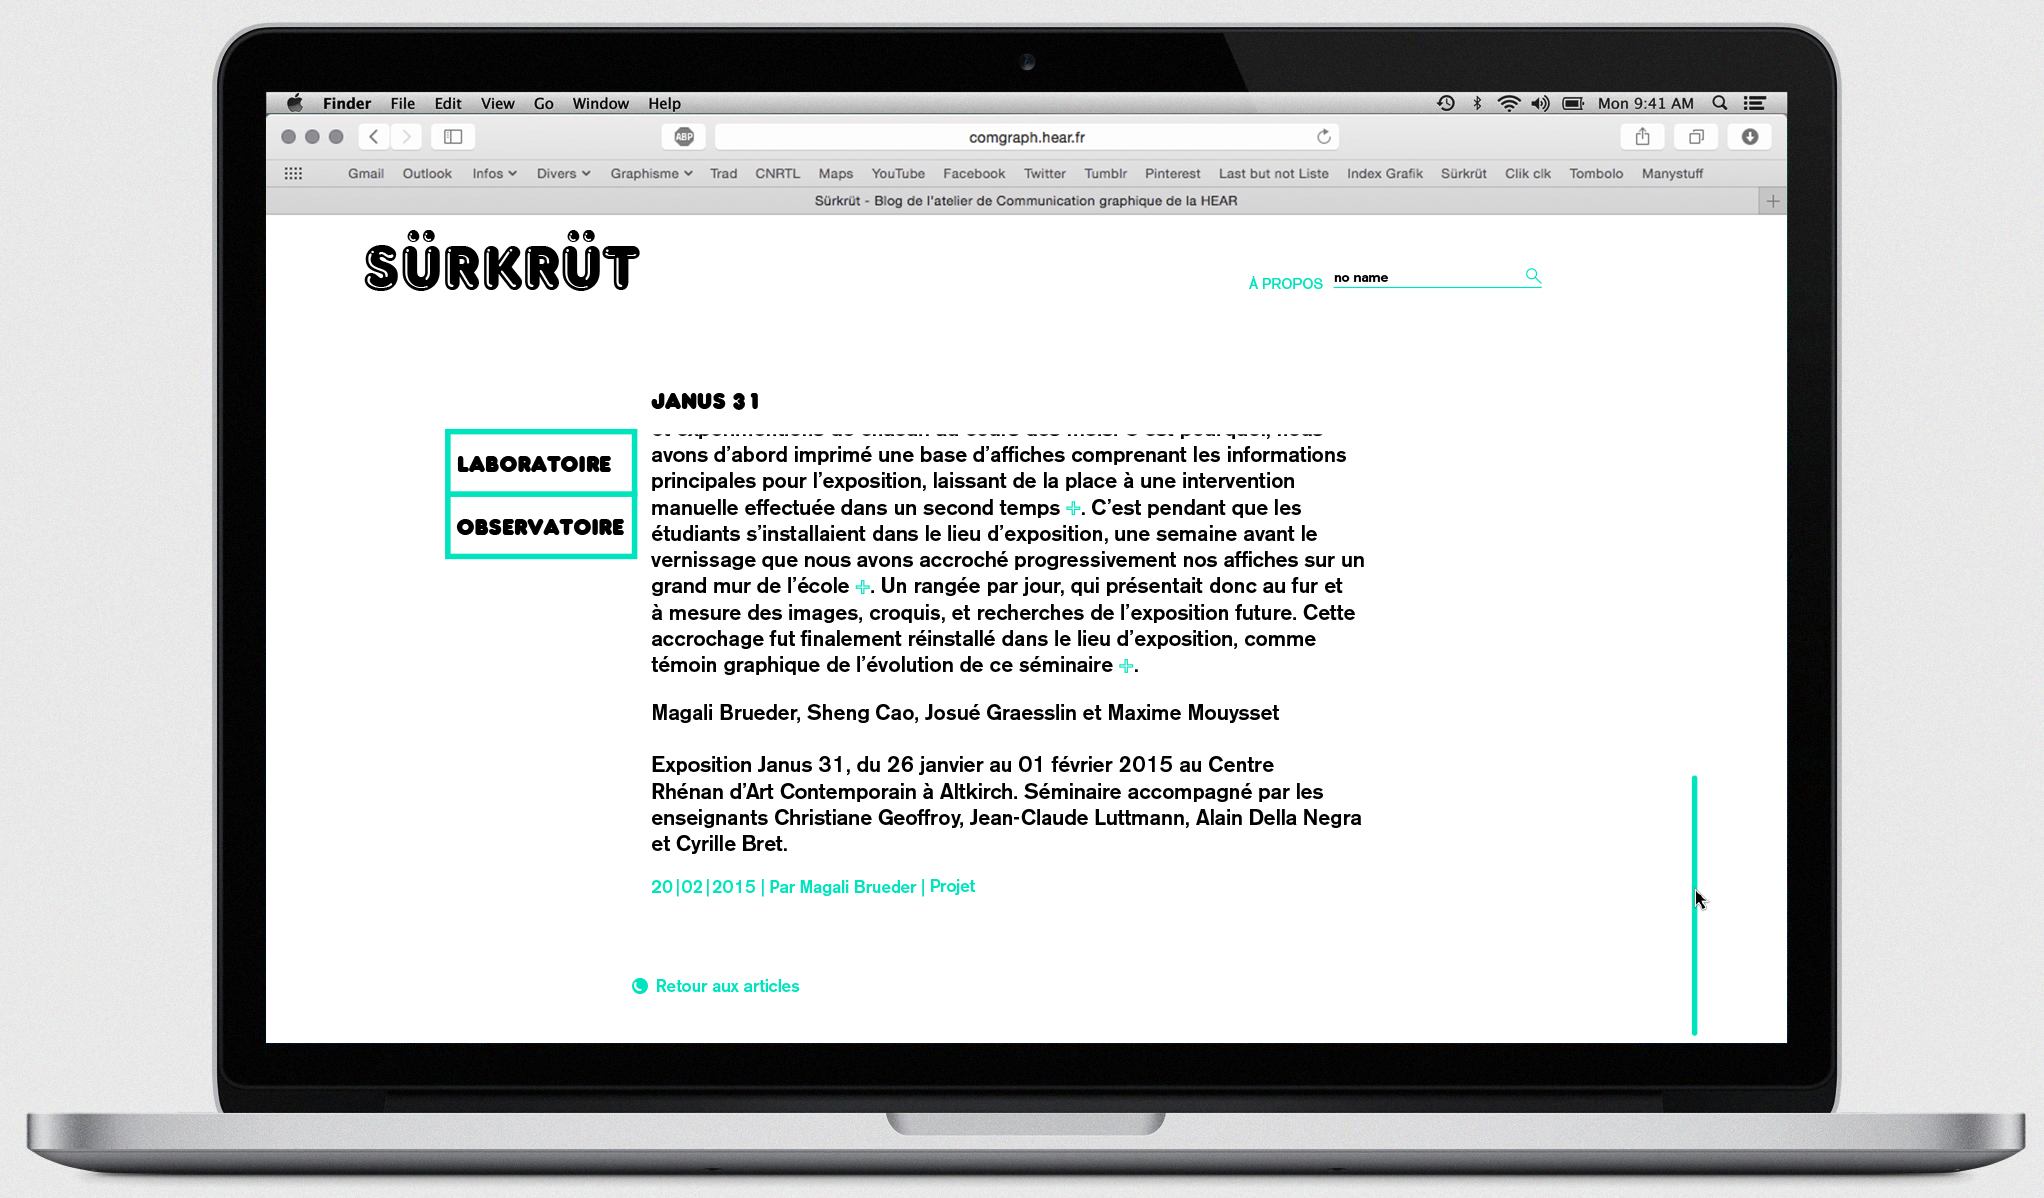 Finder File Edit View Go Window Help Mon 9:41 AM
ABP comgraph.hear.fr
Gmail Outlook Infos Divers Graphisme Trad CNRTL Maps YouTube Facebook Twitter Tumblr Pinterest Last but not Liste Index Grafik Sürkrüt Clik clk Tombolo Manystuff
Sürkrüt - Blog de l'atelier de Communication graphique de la HEAR
SÜRKRÜT
À PROPOS no name
JANUS 31
LABORATOIRE
OBSERVATOIRE
avons d’abord imprimé une base d’affiches comprenant les informations
principales pour l’exposition, laissant de la place à une intervention
manuelle effectuée dans un second temps +. C’est pendant que les
étudiants s’installaient dans le lieu d’exposition, une semaine avant le
vernissage que nous avons accroché progressivement nos affiches sur un
grand mur de l’école +. Un rangée par jour, qui présentait donc au fur et
à mesure des images, croquis, et recherches de l’exposition future. Cette
accrochage fut finalement réinstallé dans le lieu d’exposition, comme
témoin graphique de l’évolution de ce séminaire +.
Magali Brueder, Sheng Cao, Josué Graesslin et Maxime Mouysset
Exposition Janus 31, du 26 janvier au 01 février 2015 au Centre
Rhénan d’Art Contemporain à Altkirch. Séminaire accompagné par les
enseignants Christiane Geoffroy, Jean-Claude Luttmann, Alain Della Negra
et Cyrille Bret.
20|02|2015 | Par Magali Brueder | Projet
Retour aux articles